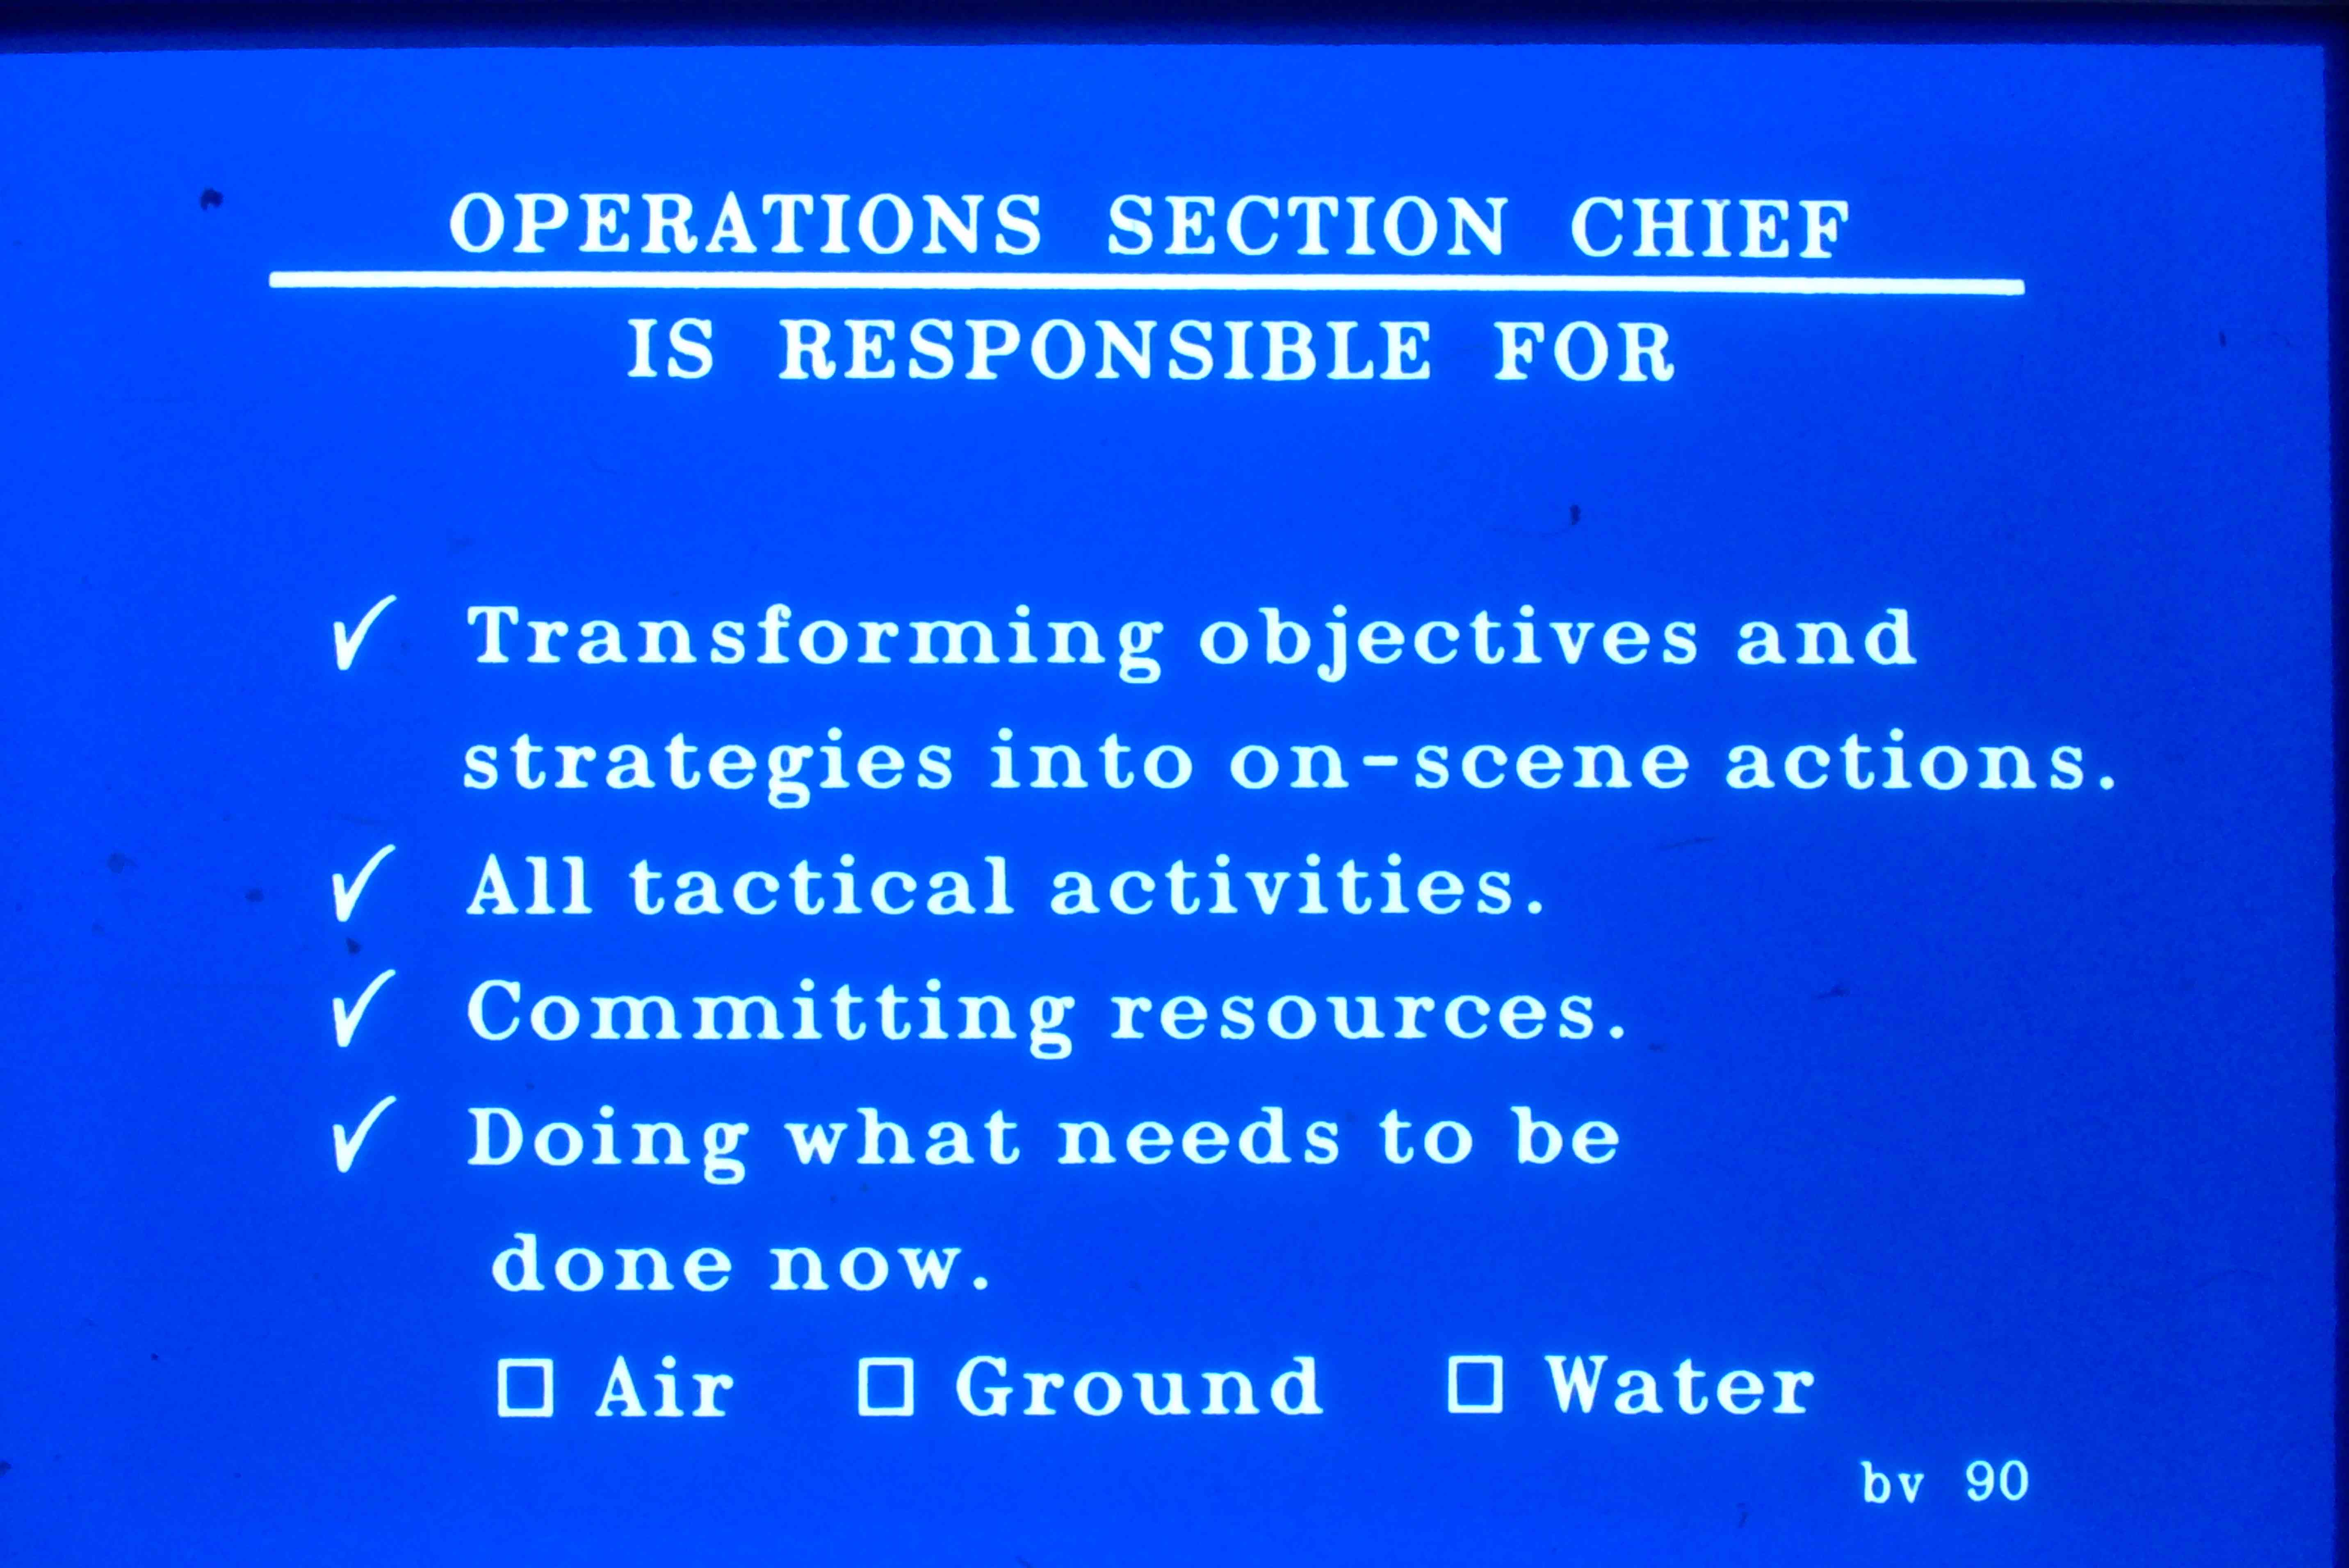 OPERATIONS SECTION CHIEF
IS RESPONSIBLE FOR
✓ Transforming objectives and
strategies into on-scene actions.
✓ All tactical activities.
✓ Committing resources.
✓ Doing what needs to be
done now.
☐ Air ☐ Ground ☐ Water
bv 90